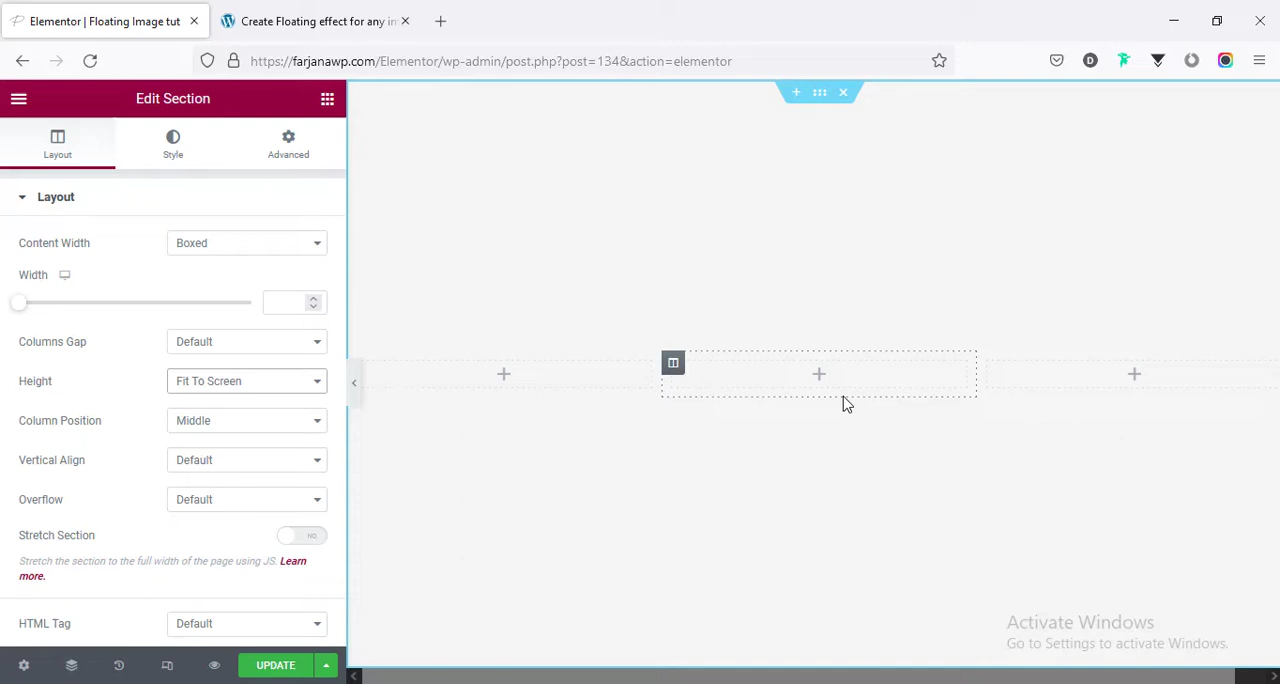 Elementor | Floating Image tut
Create Floating effect for any in
https://farjanawp.com/Elementor/wp-admin/post.php?post=134&action=elementor
Edit Section
Layout
Style
Advanced
Layout
Content Width
Boxed
Width
Columns Gap
Default
Height
Fit To Screen
Column Position
Middle
Vertical Align
Default
Overflow
Default
Stretch Section
NO
Stretch the section to the full width of the page using JS. Learn
more.
HTML Tag
Default
UPDATE
Activate Windows
Go to Settings to activate Windows.